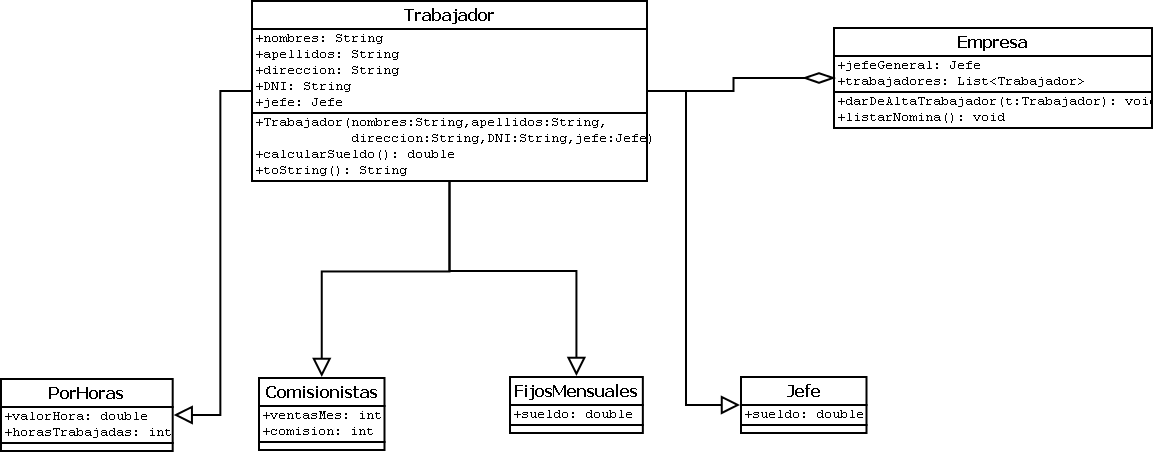 Trabajador
+nombres: String
+apellidos: String
+direccion: String
+DNI: String
+jefe: Jefe
+Trabajador(nombres:String,apellidos:String,
direccion:String,DNI:String,jefe:Jefe)
+calcularSueldo(): double
+toString(): String
Empresa
+jefeGeneral: Jefe
+trabajadores: List<Trabajador>
+darDeAltaTrabajador(t:Trabajador): void
+listarNomina(): void
PorHoras
+valorHora: double
+horasTrabajadas: int
Comisionistas
+ventasMes: int
+comision: int
FijosMensuales
+sueldo: double
Jefe
+sueldo: double